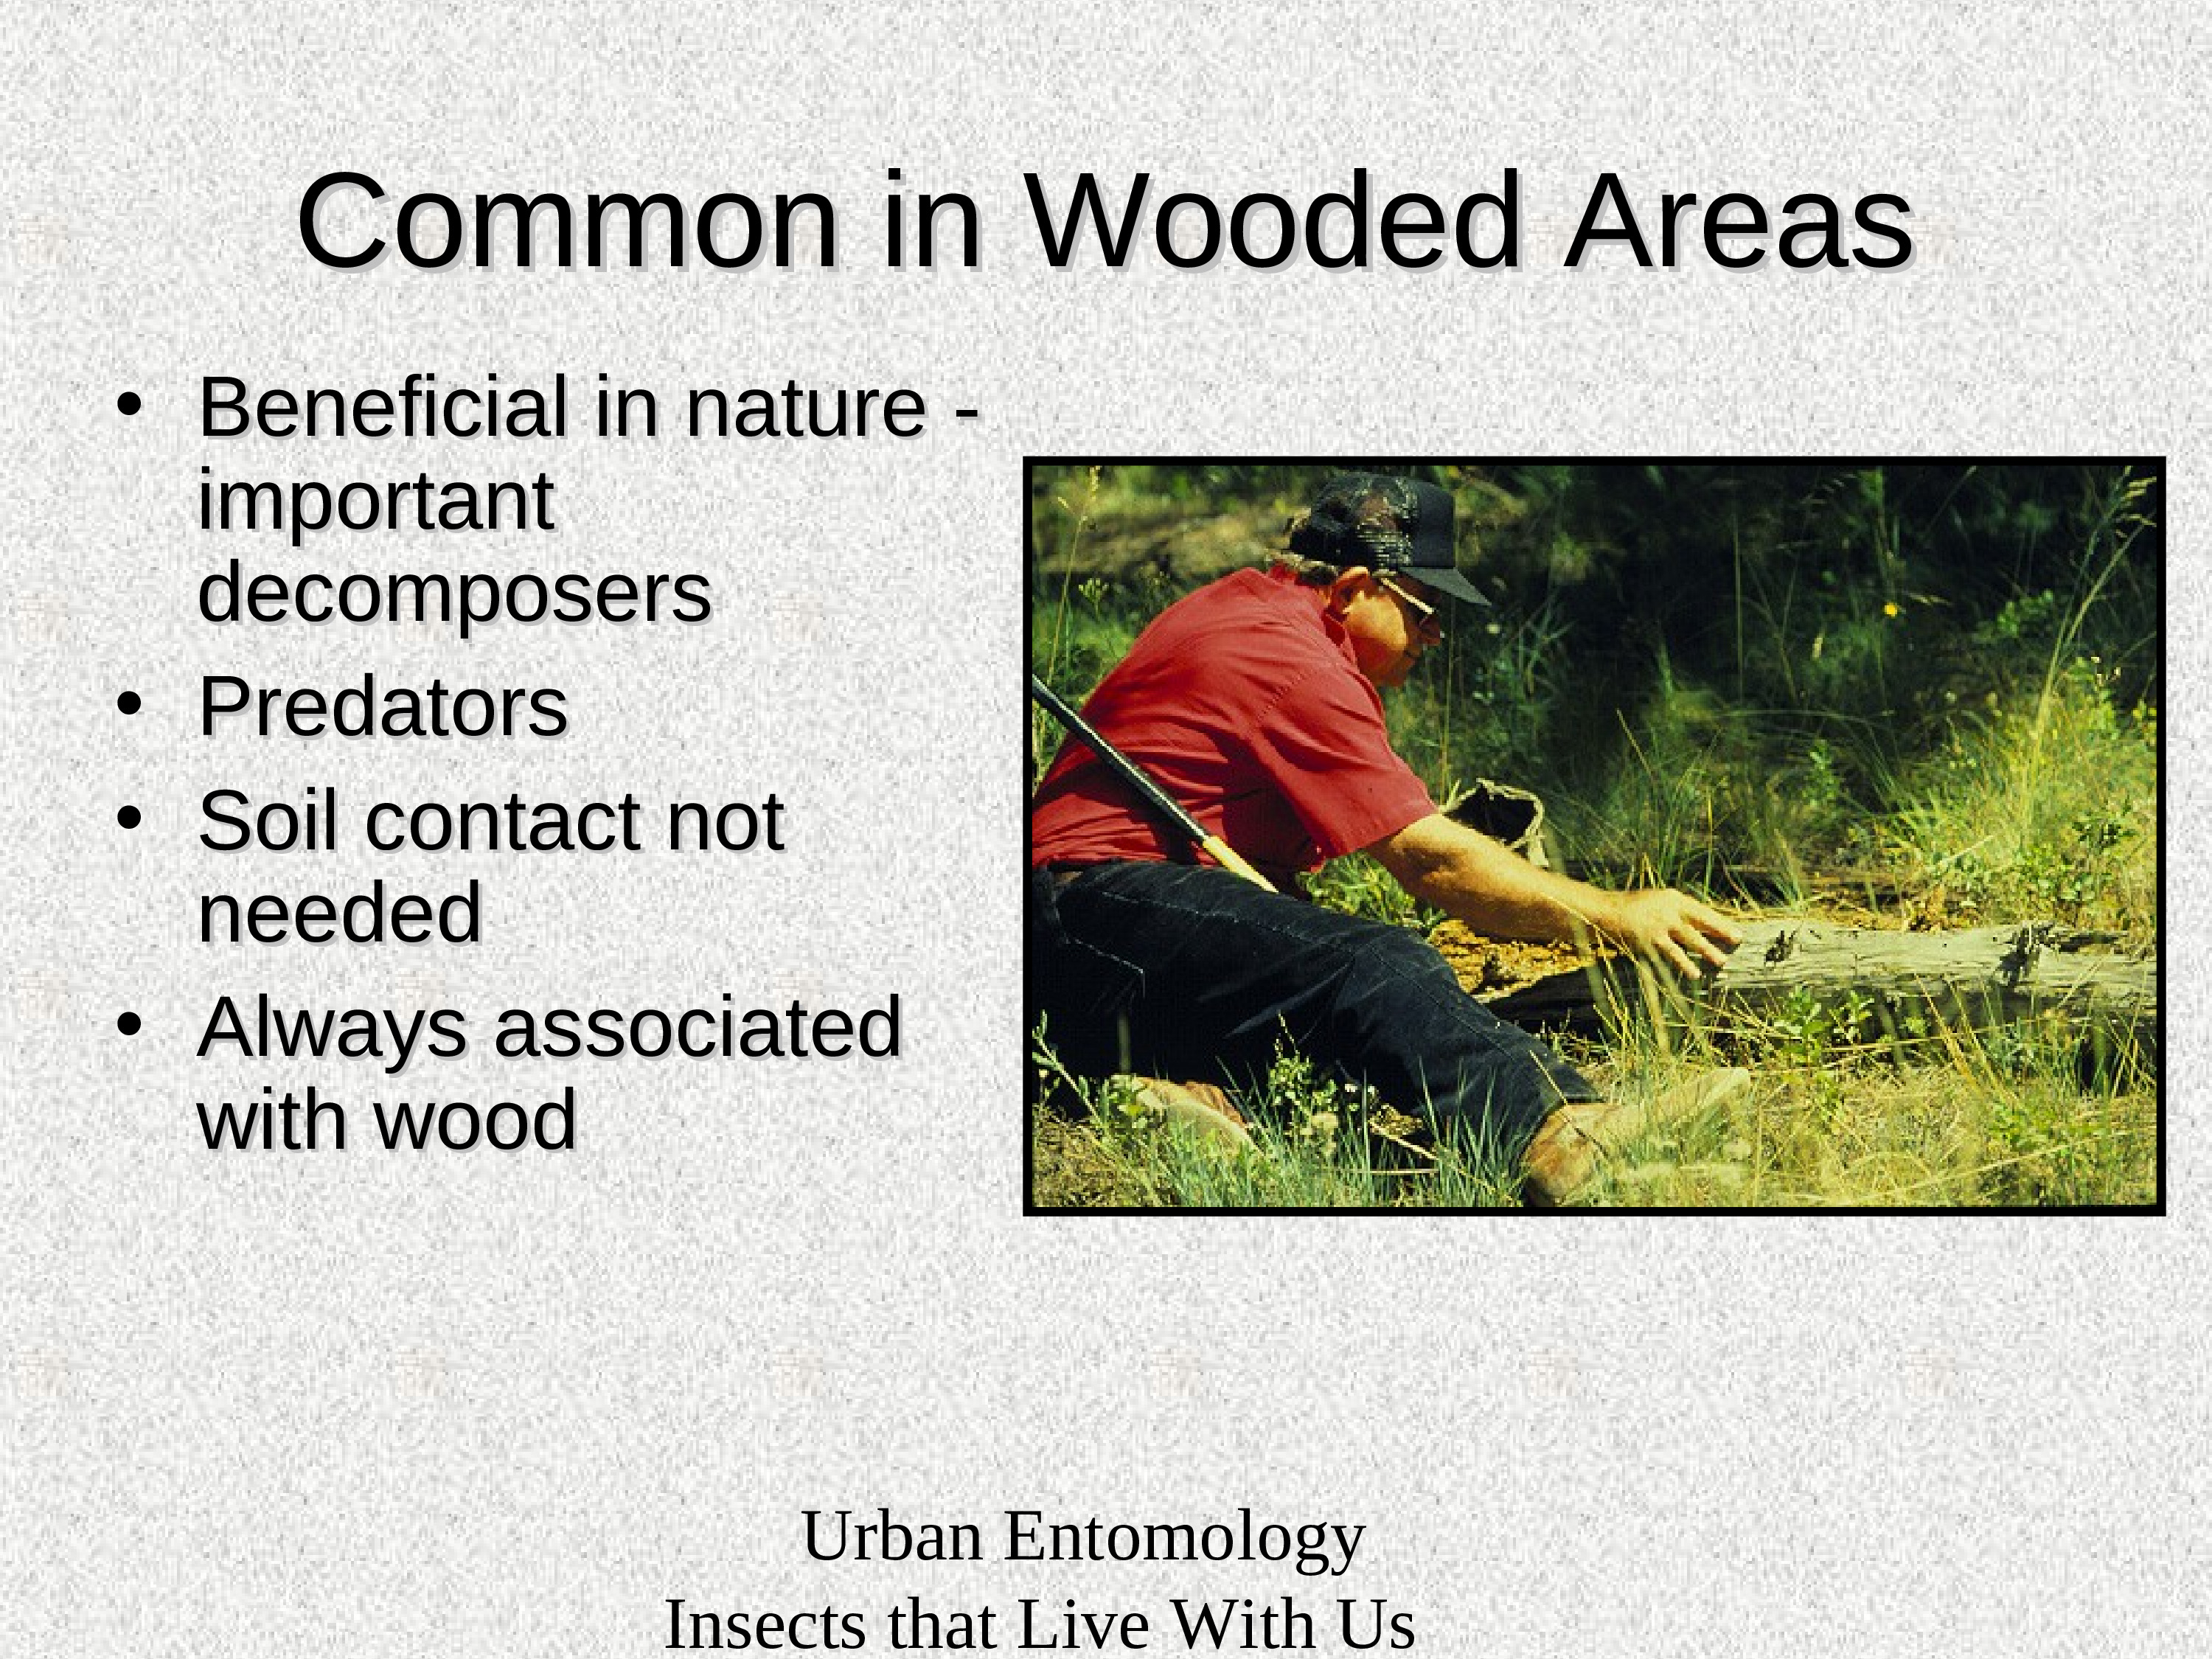 Common in Wooded Areas
• Beneficial in nature -
important
decomposers
• Predators
• Soil contact not
needed
• Always associated
with wood
Urban Entomology
Insects that Live With Us